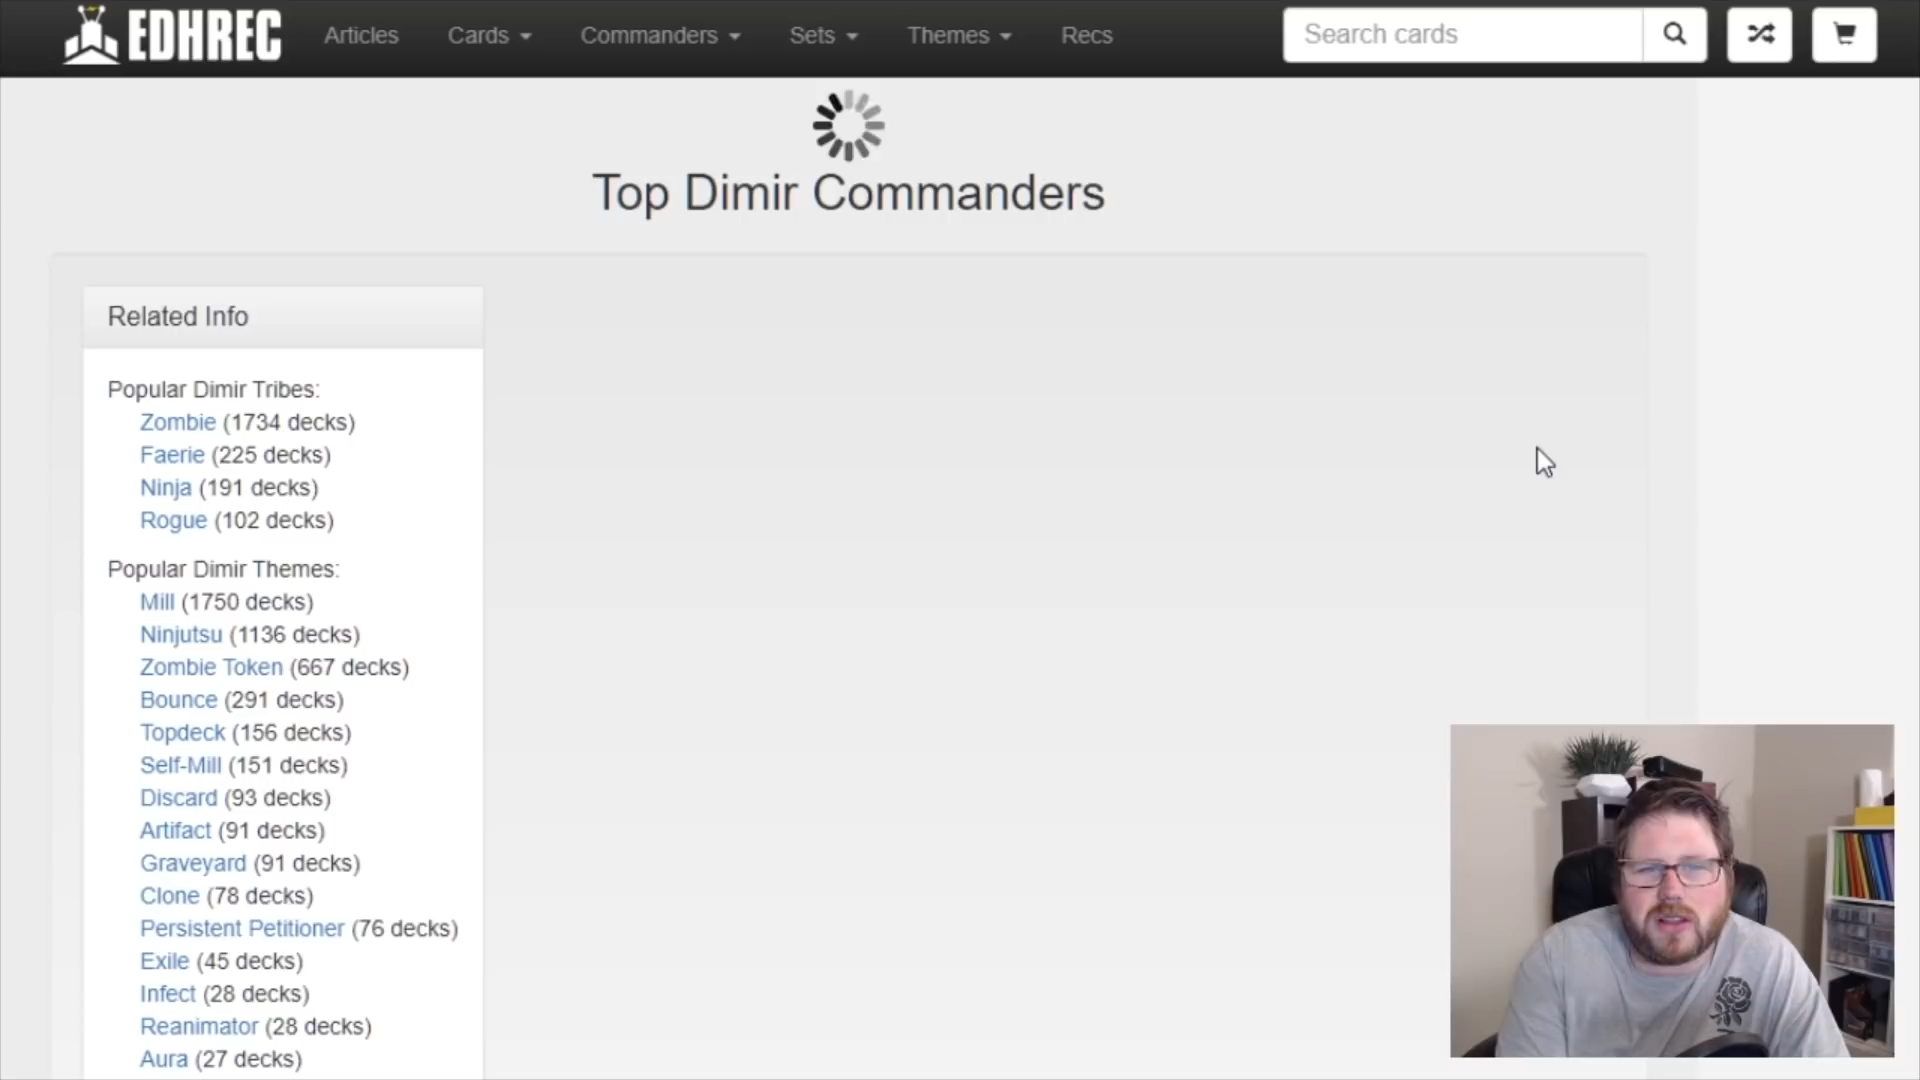 EDHREC Articles Cards Commanders Sets Themes Recs Search cards
Top Dimir Commanders
Related Info
Popular Dimir Tribes:
Zombie (1734 decks)
Faerie (225 decks)
Ninja (191 decks)
Rogue (102 decks)
Popular Dimir Themes:
Mill (1750 decks)
Ninjutsu (1136 decks)
Zombie Token (667 decks)
Bounce (291 decks)
Topdeck (156 decks)
Self-Mill (151 decks)
Discard (93 decks)
Artifact (91 decks)
Graveyard (91 decks)
Clone (78 decks)
Persistent Petitioner (76 decks)
Exile (45 decks)
Infect (28 decks)
Reanimator (28 decks)
Aura (27 decks)